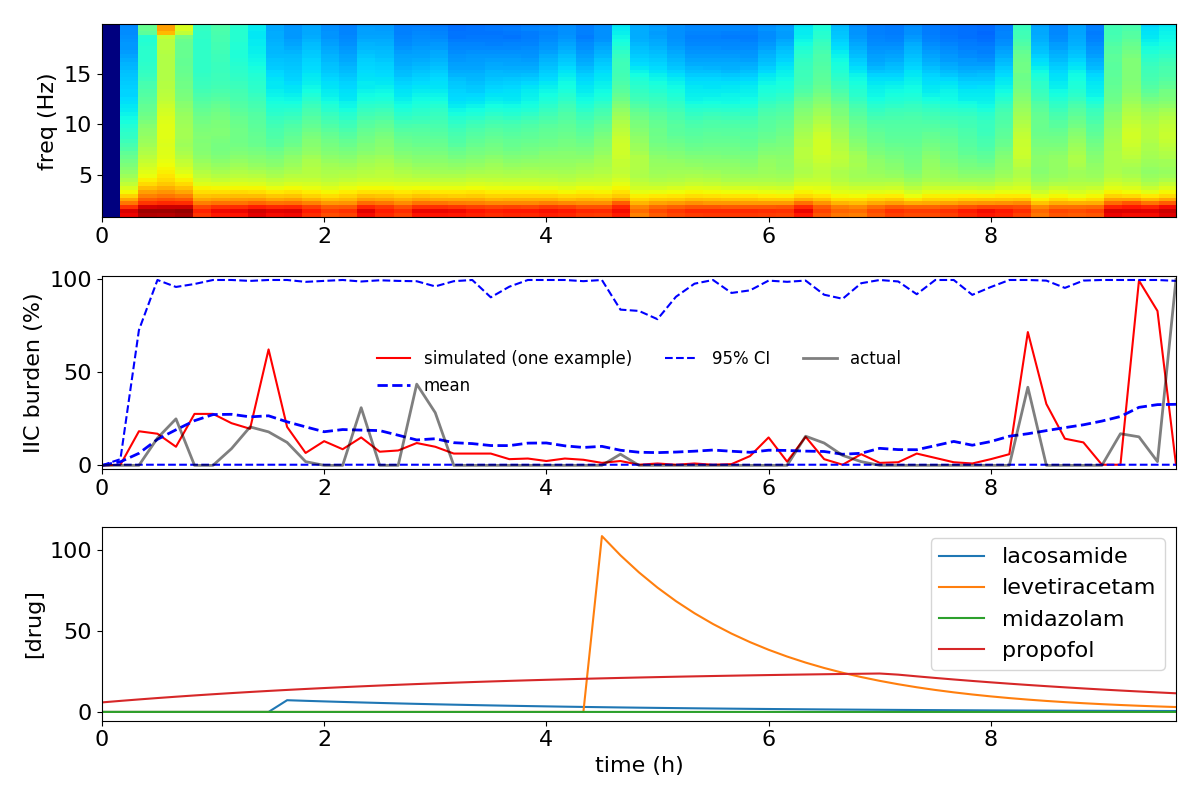 freq (Hz)
15
10
5
0 2 4 6 8
IIC burden (%)
100
50
0
simulated (one example) 95% CI actual
mean
0 2 4 6 8
[drug]
100
50
0
lacosamide
levetiracetam
midazolam
propofol
0 2 4 6 8
time (h)